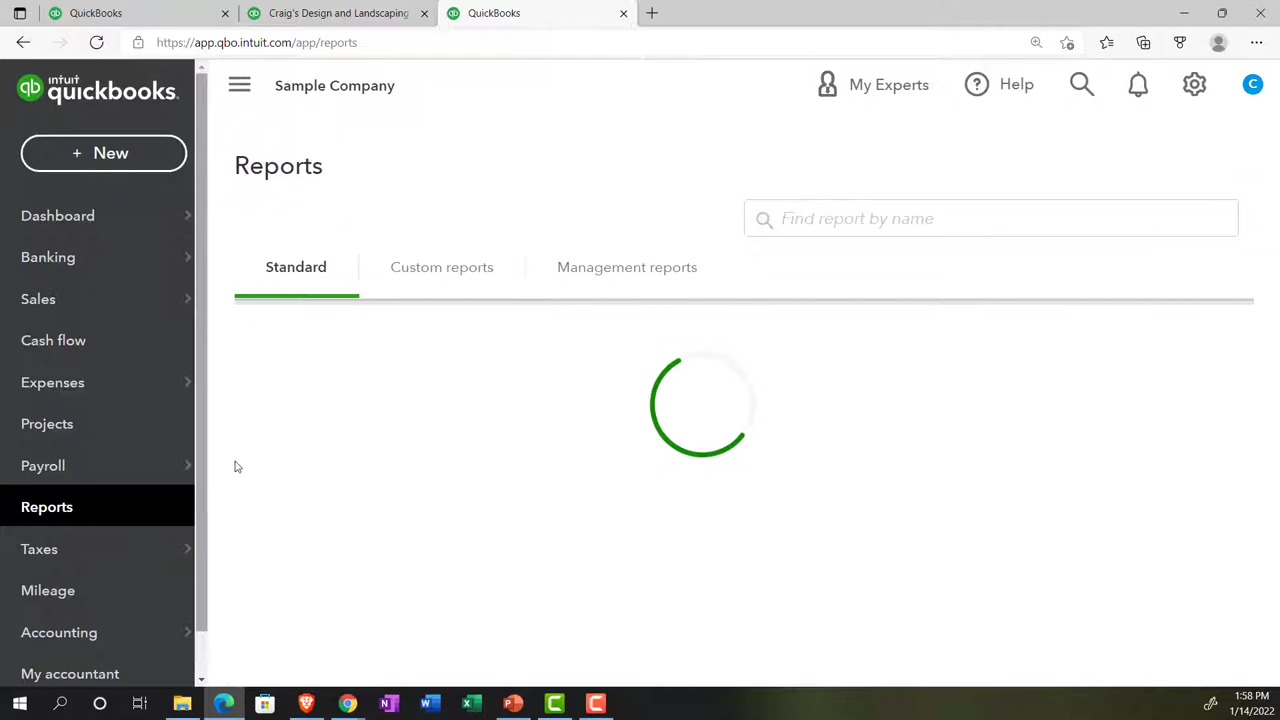 QuickBooks
Craig's Design and Landscaping
QuickBooks
https://app.qbo.intuit.com/app/reports
intuit quickbooks.
Sample Company
My Experts
Help
C
+ New
Reports
Find report by name
Standard
Custom reports
Management reports
Dashboard
Banking
Sales
Cash flow
Expenses
Projects
Payroll
Reports
Taxes
Mileage
Accounting
My accountant
1:58 PM
1/14/2022